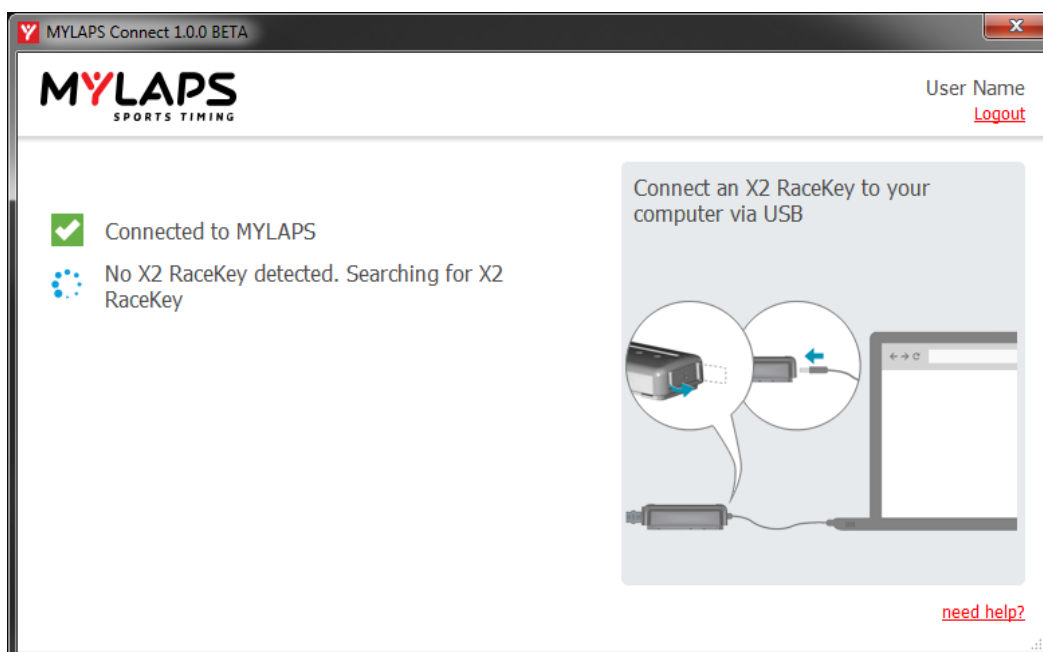 MYLAPS Connect 1.0.0 BETA
MYLAPS
SPORTS TIMING
User Name
Logout
Connected to MYLAPS
No X2 RaceKey detected. Searching for X2
RaceKey
Connect an X2 RaceKey to your
computer via USB
need help?